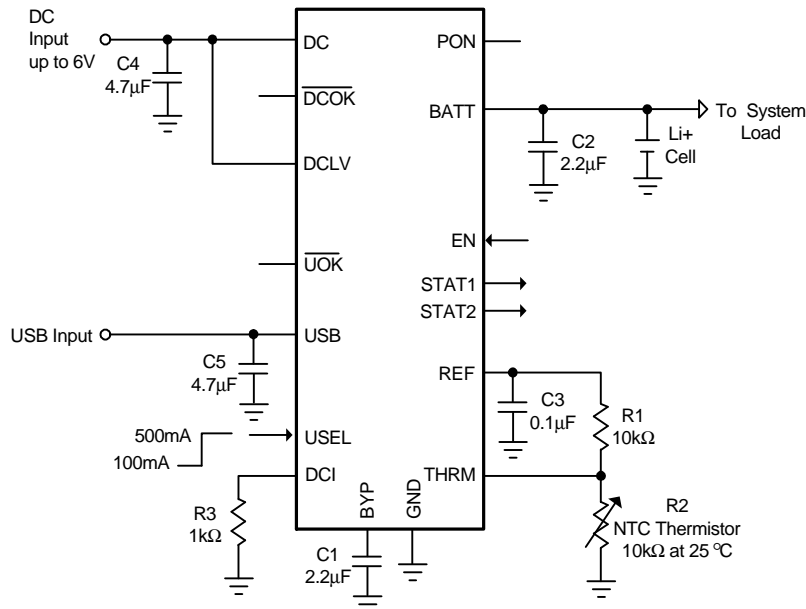 DC
Input
up to 6V
C4
4.7µF
DC
DCOK
DCLV
UOK
USB Input
USB
C5
4.7µF
500mA
100mA
USEL
DCI
R3
1kΩ
BYP
GND
C1
2.2µF
PON
BATT
To System
Load
C2
2.2µF
Li+
Cell
EN
STAT1
STAT2
REF
C3
0.1µF
R1
10kΩ
THRM
R2
NTC Thermistor
10kΩ at 25 °C